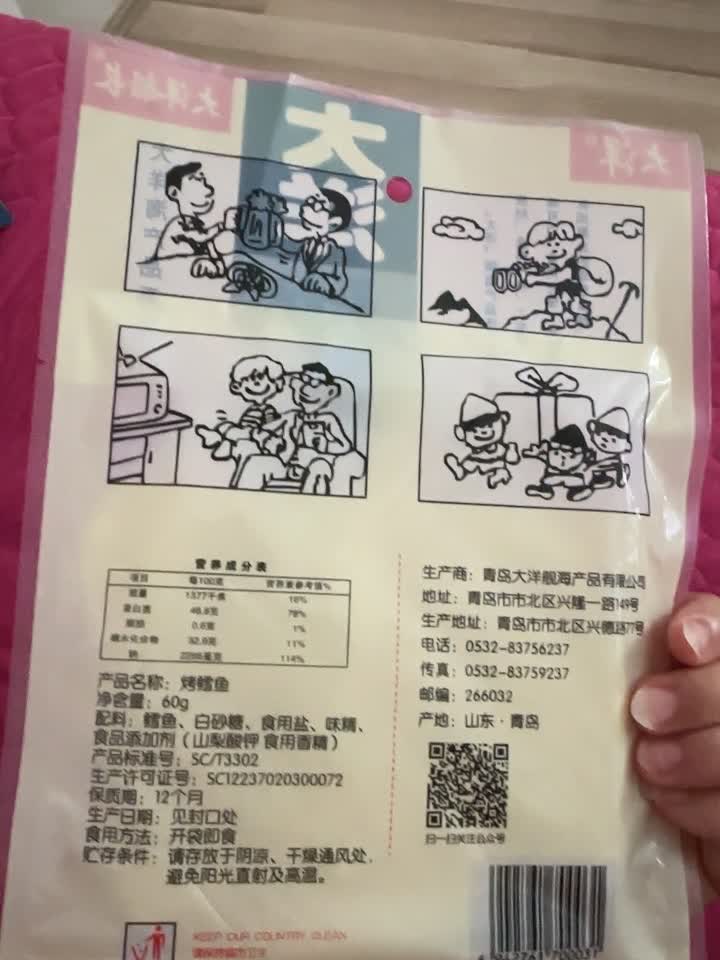 大洋
营养成分表
项目 每100克 营养素参考值%
能量 1377千焦 16%
蛋白质 46.8克 78%
脂肪 0.6克 1%
碳水化合物 32.9克 11%
钠 114%
产品名称：烤鳕鱼
净含量：60g
配料：鳕鱼、白砂糖、食用盐、味精、
食品添加剂（山梨酸钾 食用香精）
产品标准号：SC/T3302
生产许可证号：SC12237020300072
保质期：12个月
生产日期：见封口处
食用方法：开袋即食
贮存条件：请存放于阴凉、干燥通风处，
避免阳光直射及高温。
生产商：青岛大洋舰海产品有限公司
地址：青岛市市北区兴隆一路149号
生产地址：青岛市市北区兴德路77号
电话：0532-83756237
传真：0532-83759237
邮编：266032
产地：山东·青岛
扫一扫关注公众号
KEEP OUR COUNTRY CLEAN
请保持城市卫生